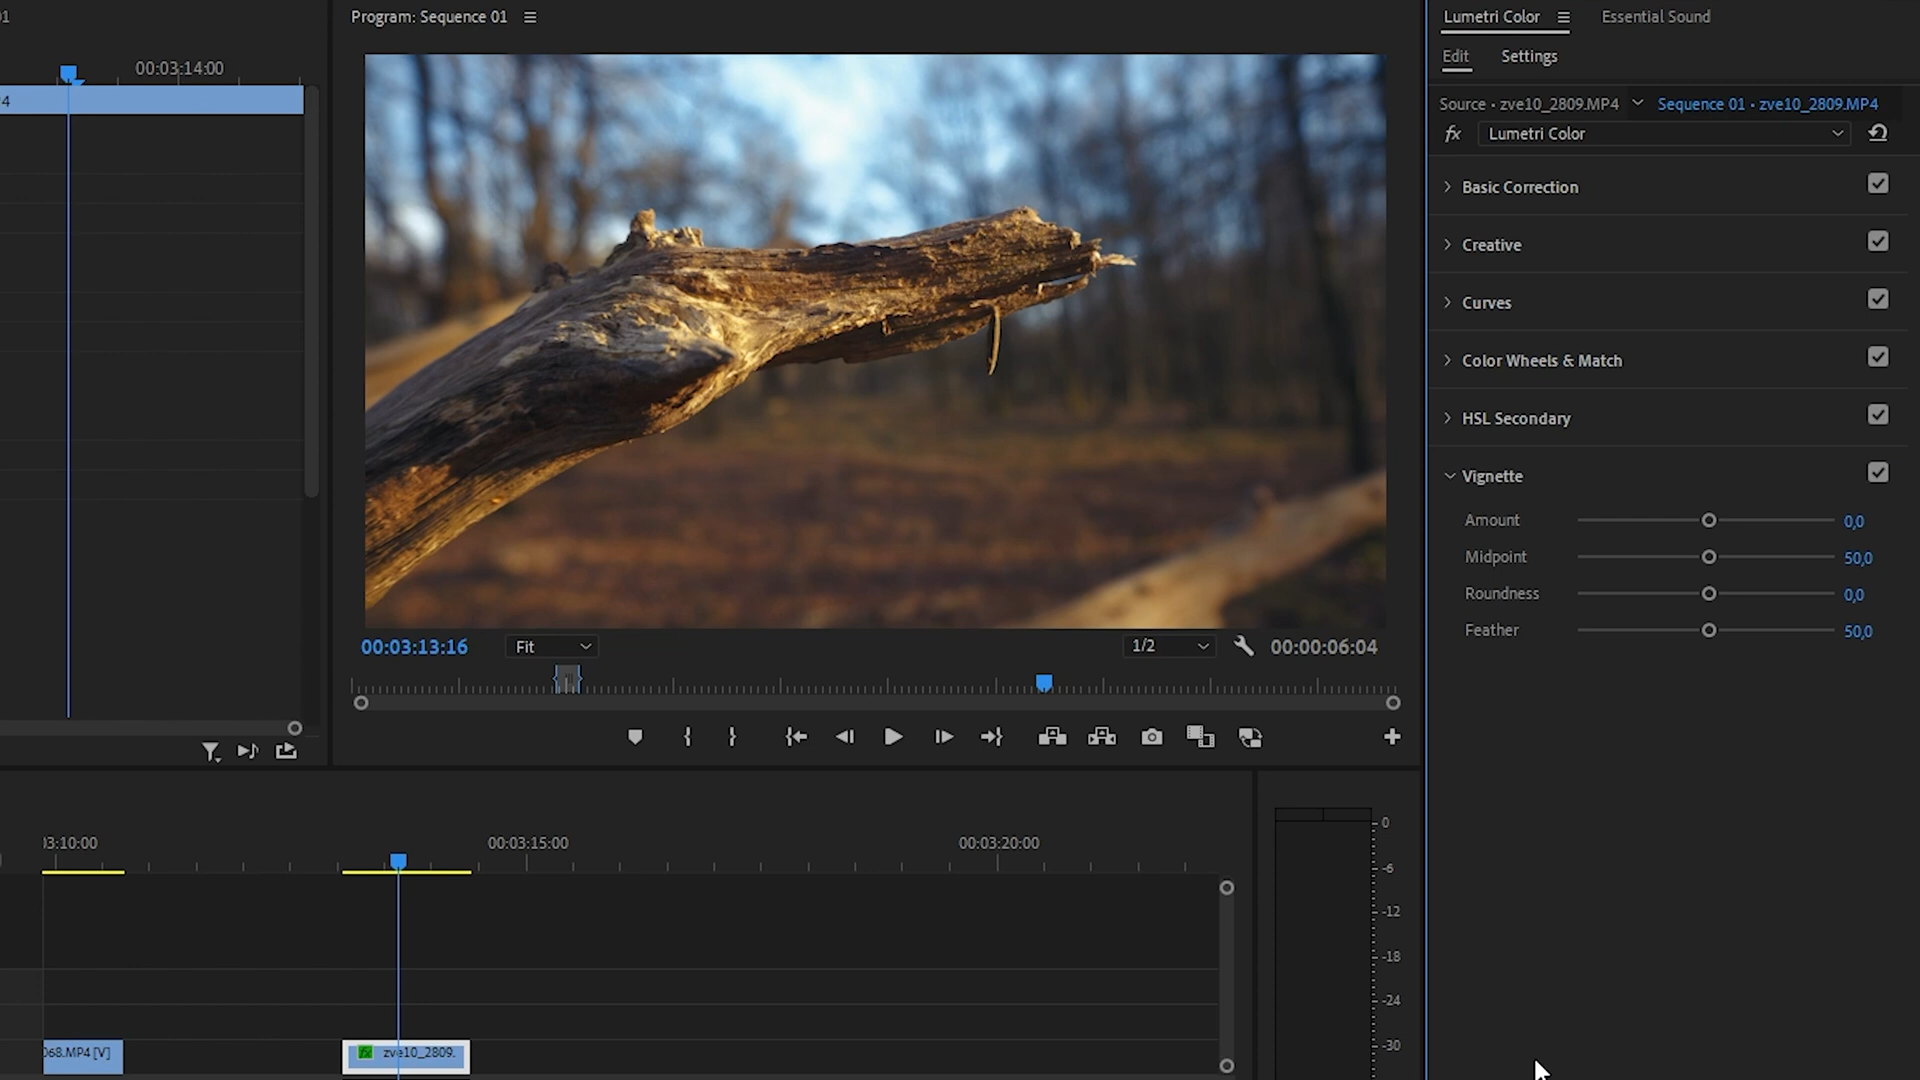 Program: Sequence 01
Lumetri Color
Essential Sound
Edit
Settings
00:03:14:00
Source • zve10_2809.MP4
Sequence 01 • zve10_2809.MP4
fx
Lumetri Color
Basic Correction
Creative
Curves
Color Wheels & Match
HSL Secondary
Vignette
Amount
0,0
Midpoint
50,0
Roundness
0,0
Feather
50,0
00:03:13:16
Fit
1/2
00:00:06:04
03:10:00
00:03:15:00
00:03:20:00
0
-6
-12
-18
-24
-30
068.MP4 [V]
fx
zve10_2809.